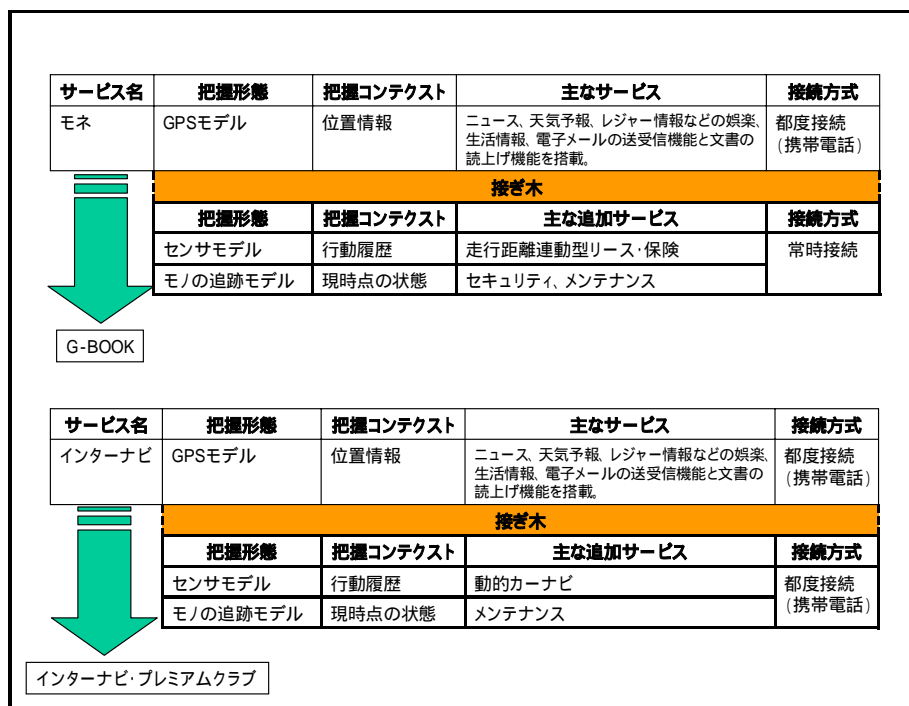 サービス名 把握形態 把握コンテクスト 主なサービス 接続方式
モネ GPSモデル 位置情報 ニュース、天気予報、レジャー情報などの娯楽、 都度接続
生活情報、電子メールの送受信機能と文書の (携帯電話)
読上げ機能を搭載。
接ぎ木
把握形態 把握コンテクスト 主な追加サービス 接続方式
センサモデル 行動履歴 走行距離連動型リース・保険 常時接続
モノの追跡モデル 現時点の状態 セキュリティ、メンテナンス
G-BOOK
サービス名 把握形態 把握コンテクスト 主なサービス 接続方式
インターナビ GPSモデル 位置情報 ニュース、天気予報、レジャー情報などの娯楽、 都度接続
生活情報、電子メールの送受信機能と文書の (携帯電話)
読上げ機能を搭載。
接ぎ木
把握形態 把握コンテクスト 主な追加サービス 接続方式
センサモデル 行動履歴 動的カーナビ 都度接続
モノの追跡モデル 現時点の状態 メンテナンス (携帯電話)
インターナビ・プレミアムクラブ